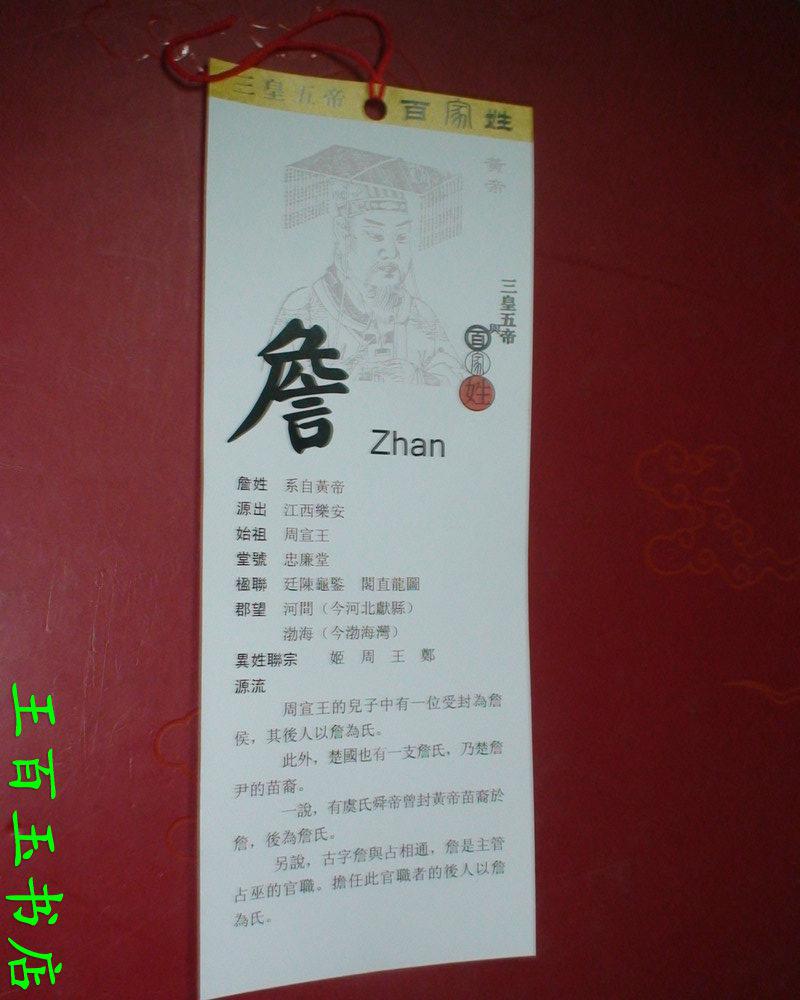 三皇五帝 百家姓
黃帝
三皇五帝
與
百家姓
詹
Zhan
詹姓 系自黃帝
源出 江西樂安
始祖 周宣王
堂號 忠廉堂
楹聯 廷陳龜鑒 閣直龍圖
郡望 河間（今河北獻縣）
渤海（今渤海灣）
異姓聯宗 姬 周 王 鄭
源流
周宣王的兒子中有一位受封為詹
侯，其後人以詹為氏。
此外，楚國也有一支詹氏，乃楚詹
尹的苗裔。
一說，有虞氏舜帝曾封黃帝苗裔於
詹，後為詹氏。
另說，古字詹與占相通，詹是主管
占巫的官職。擔任此官職者的後人以詹
為氏。
王百玉书店